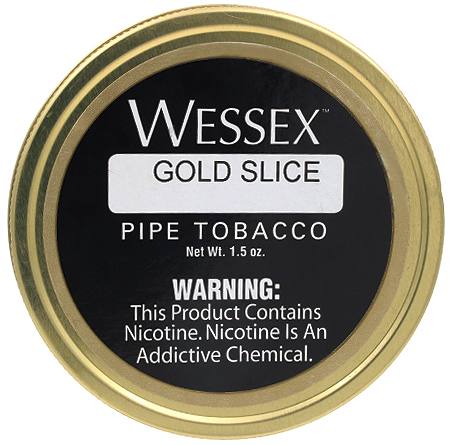 WESSEX™
GOLD SLICE
PIPE TOBACCO
Net Wt. 1.5 oz.
WARNING:
This Product Contains
Nicotine. Nicotine Is An
Addictive Chemical.